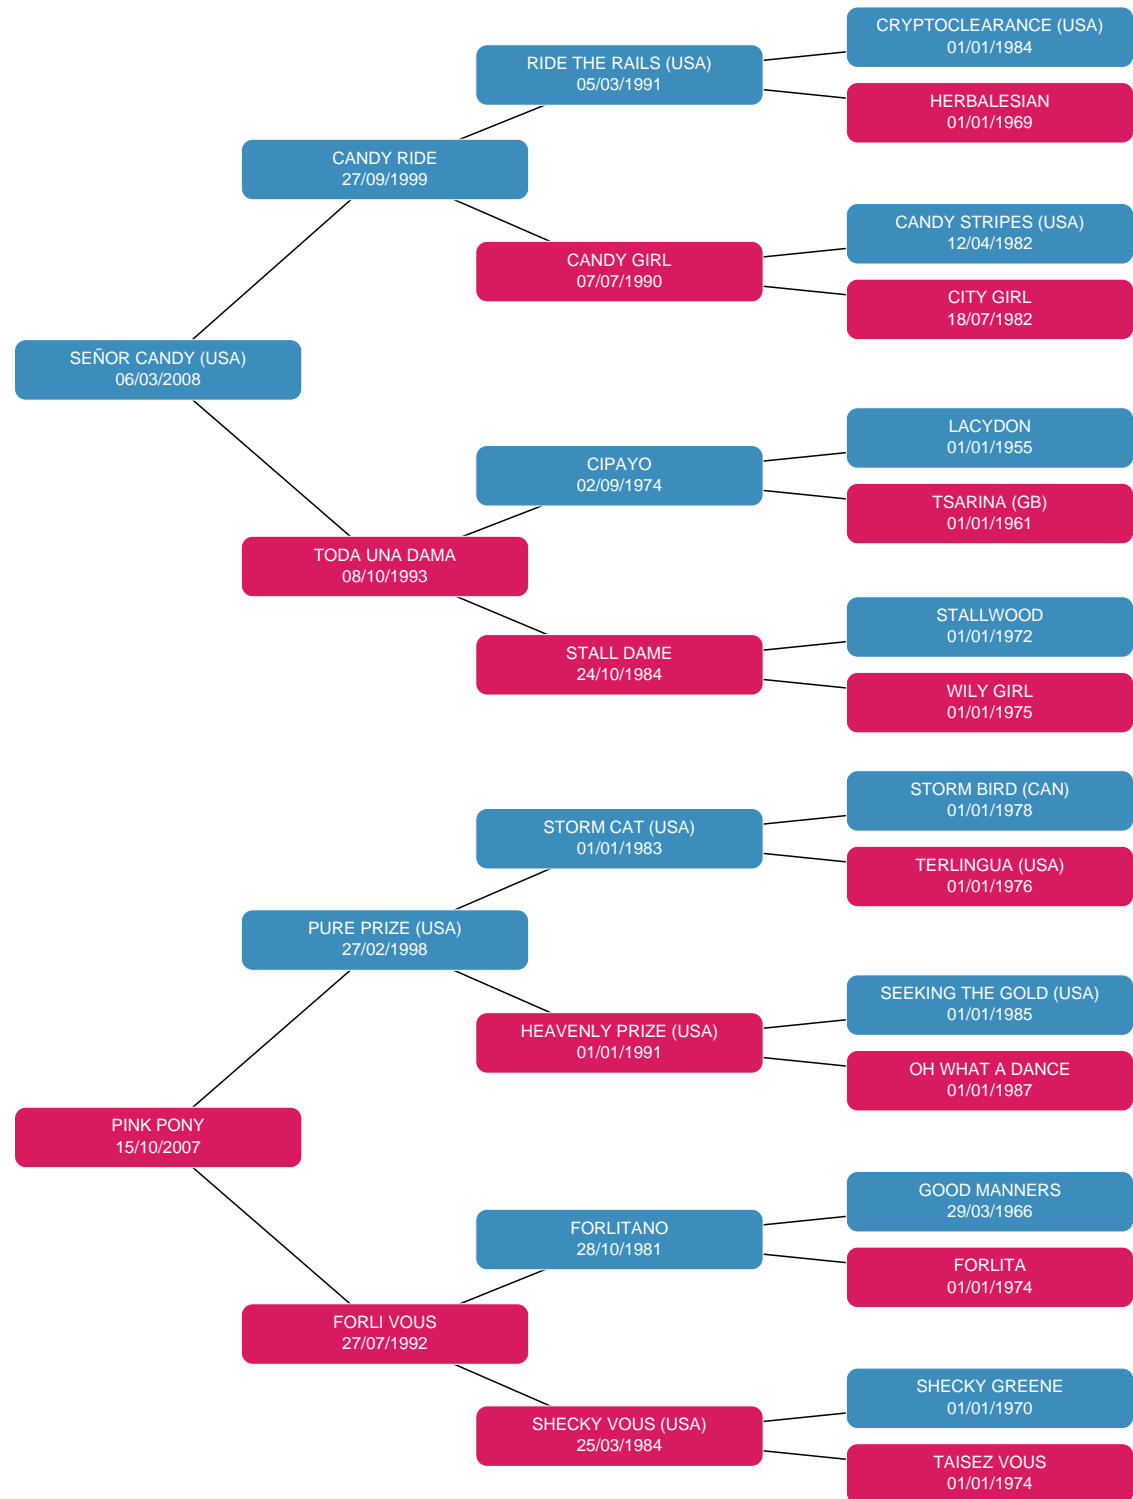 CRYPTOCLEARANCE (USA)
01/01/1984
RIDE THE RAILS (USA)
05/03/1991
HERBALESIAN
01/01/1969
CANDY RIDE
27/09/1999
CANDY STRIPES (USA)
12/04/1982
CANDY GIRL
07/07/1990
CITY GIRL
18/07/1982
SEÑOR CANDY (USA)
06/03/2008
LACYDON
01/01/1955
CIPAYO
02/09/1974
TSARINA (GB)
01/01/1961
TODA UNA DAMA
08/10/1993
STALLWOOD
01/01/1972
STALL DAME
24/10/1984
WILY GIRL
01/01/1975
STORM BIRD (CAN)
01/01/1978
STORM CAT (USA)
01/01/1983
TERLINGUA (USA)
01/01/1976
PURE PRIZE (USA)
27/02/1998
SEEKING THE GOLD (USA)
01/01/1985
HEAVENLY PRIZE (USA)
01/01/1991
OH WHAT A DANCE
01/01/1987
PINK PONY
15/10/2007
GOOD MANNERS
29/03/1966
FORLITANO
28/10/1981
FORLITA
01/01/1974
FORLI VOUS
27/07/1992
SHECKY GREENE
01/01/1970
SHECKY VOUS (USA)
25/03/1984
TAISEZ VOUS
01/01/1974